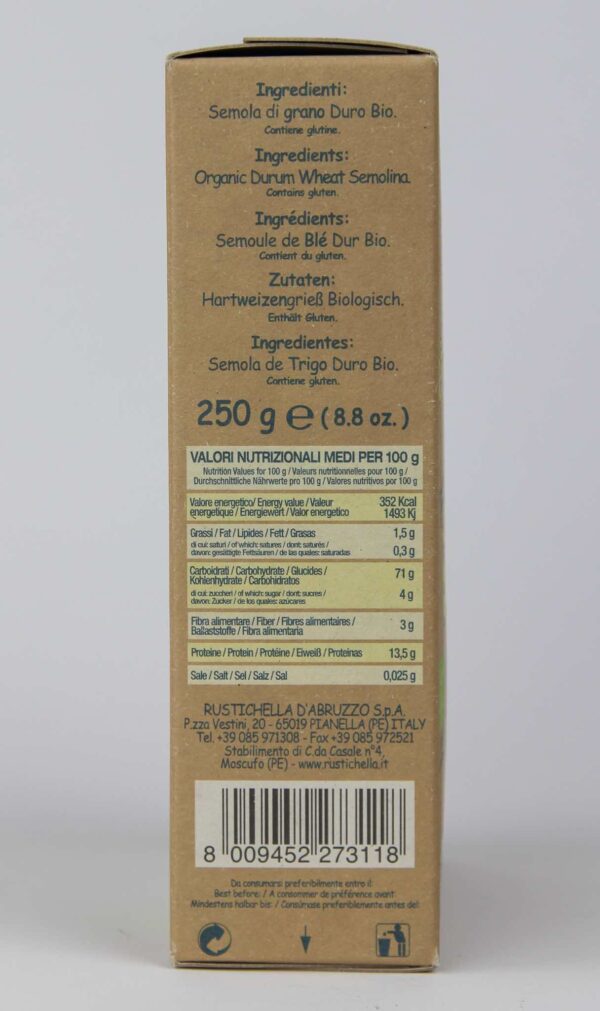 Ingredienti:
Semola di grano Duro Bio.
Contiene glutine.
Ingredients:
Organic Durum Wheat Semolina.
Contains gluten.
Ingrédients:
Semoule de Blé Dur Bio.
Contient du gluten.
Zutaten:
Hartweizengrieß Biologisch.
Enthält Gluten.
Ingredientes:
Semola de Trigo Duro Bio.
Contiene gluten.
250 g ℮ (8.8 oz.)
VALORI NUTRIZIONALI MEDI PER 100 g
Nutrition Values for 100 g / Valeurs nutritionnelles pour 100 g /
Durchschnittliche Nährwerte pro 100 g / Valores nutritivos por 100 g
Valore energetico/ Energy value / Valeur 352 Kcal
energétique / Energiewert / Valor energetico 1493 Kj
Grassi / Fat / Lipides / Fett / Grasas 1,5 g
di cui: saturi / of which: satures / dont: saturés /
davon: gesättigte Fettsäuren / de las quales: saturadas 0,3 g
Carboidrati / Carbohydrate / Glucides /
Kohlenhydrate / Carbohidratos 71 g
di cui: zuccheri / of which: sugar / dont: sucres /
davon: Zucker / de los quales: azúcares 4 g
Fibra alimentare / Fiber / Fibres alimentaires /
Ballaststoffe / Fibra alimentaria 3 g
Proteine / Protein / Protéine / Eiweiß / Proteinas 13,5 g
Sale / Salt / Sel / Salz / Sal 0,025 g
RUSTICHELLA D'ABRUZZO S.p.A.
P.zza Vestini, 20 - 65019 PIANELLA (PE) ITALY
Tel. +39 085 971308 - Fax +39 085 972521
Stabilimento di C.da Casale n°4,
Moscufo (PE) - www.rustichella.it
8 009452 273118
Da consumarsi preferibilmente entro il:
Best before: / A consommer de préférence avant:
Mindestens halbar bis: / Consúmase preferiblemente antes del: